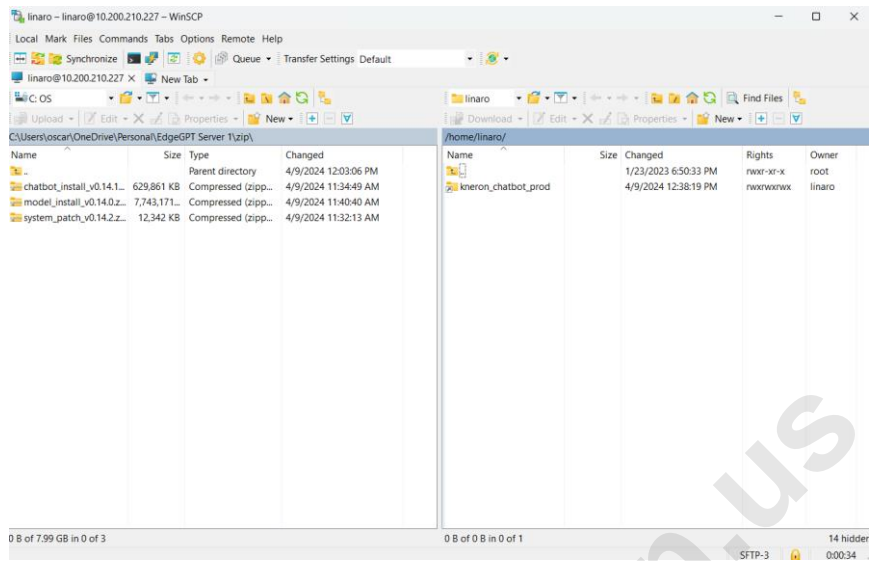 linaro – linaro@10.200.210.227 – WinSCP
Local Mark Files Commands Tabs Options Remote Help
Synchronize Queue Transfer Settings Default
linaro@10.200.210.227 × New Tab
C: OS
Upload Edit Properties New
C:\Users\oscar\OneDrive\Personal\EdgeGPT Server 1\zip\
Name Size Type Changed
.. Parent directory 4/9/2024 12:03:06 PM
chatbot_install_v0.14.1... 629,861 KB Compressed (zipp... 4/9/2024 11:34:49 AM
model_install_v0.14.0.z... 7,743,171... Compressed (zipp... 4/9/2024 11:40:40 AM
system_patch_v0.14.2.z... 12,342 KB Compressed (zipp... 4/9/2024 11:32:13 AM
0 B of 7.99 GB in 0 of 3
linaro Find Files
Download Edit Properties New
/home/linaro/
Name Size Changed Rights Owner
.. 1/23/2023 6:50:33 PM rwxr-xr-x root
kneron_chatbot_prod 4/9/2024 12:38:19 PM rwxrwxrwx linaro
0 B of 0 B in 0 of 1 14 hidden
SFTP-3 0:00:34